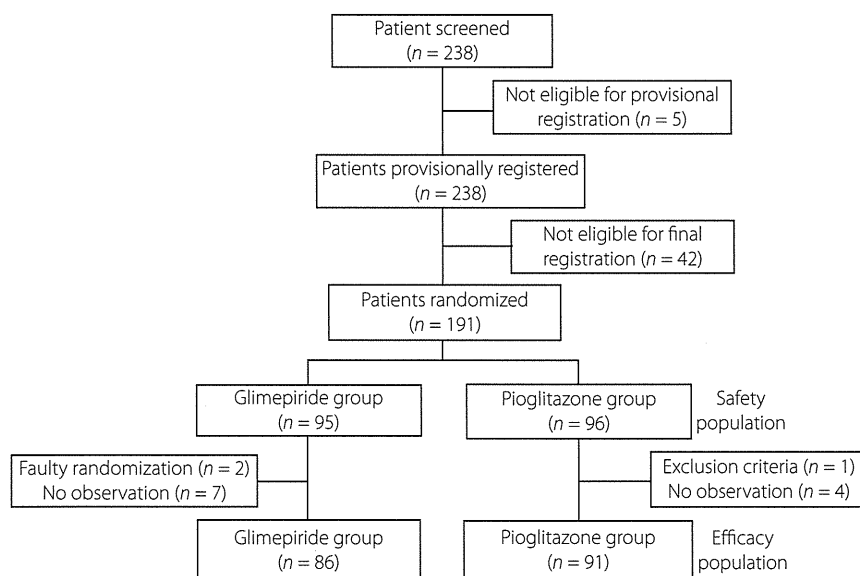 Patient screened
(n = 238)
Not eligible for provisional
registration (n = 5)
Patients provisionally registered
(n = 238)
Not eligible for final
registration (n = 42)
Patients randomized
(n = 191)
Glimepiride group
(n = 95)
Pioglitazone group
(n = 96)
Safety
population
Faulty randomization (n = 2)
No observation (n = 7)
Exclusion criteria (n = 1)
No observation (n = 4)
Glimepiride group
(n = 86)
Pioglitazone group
(n = 91)
Efficacy
population